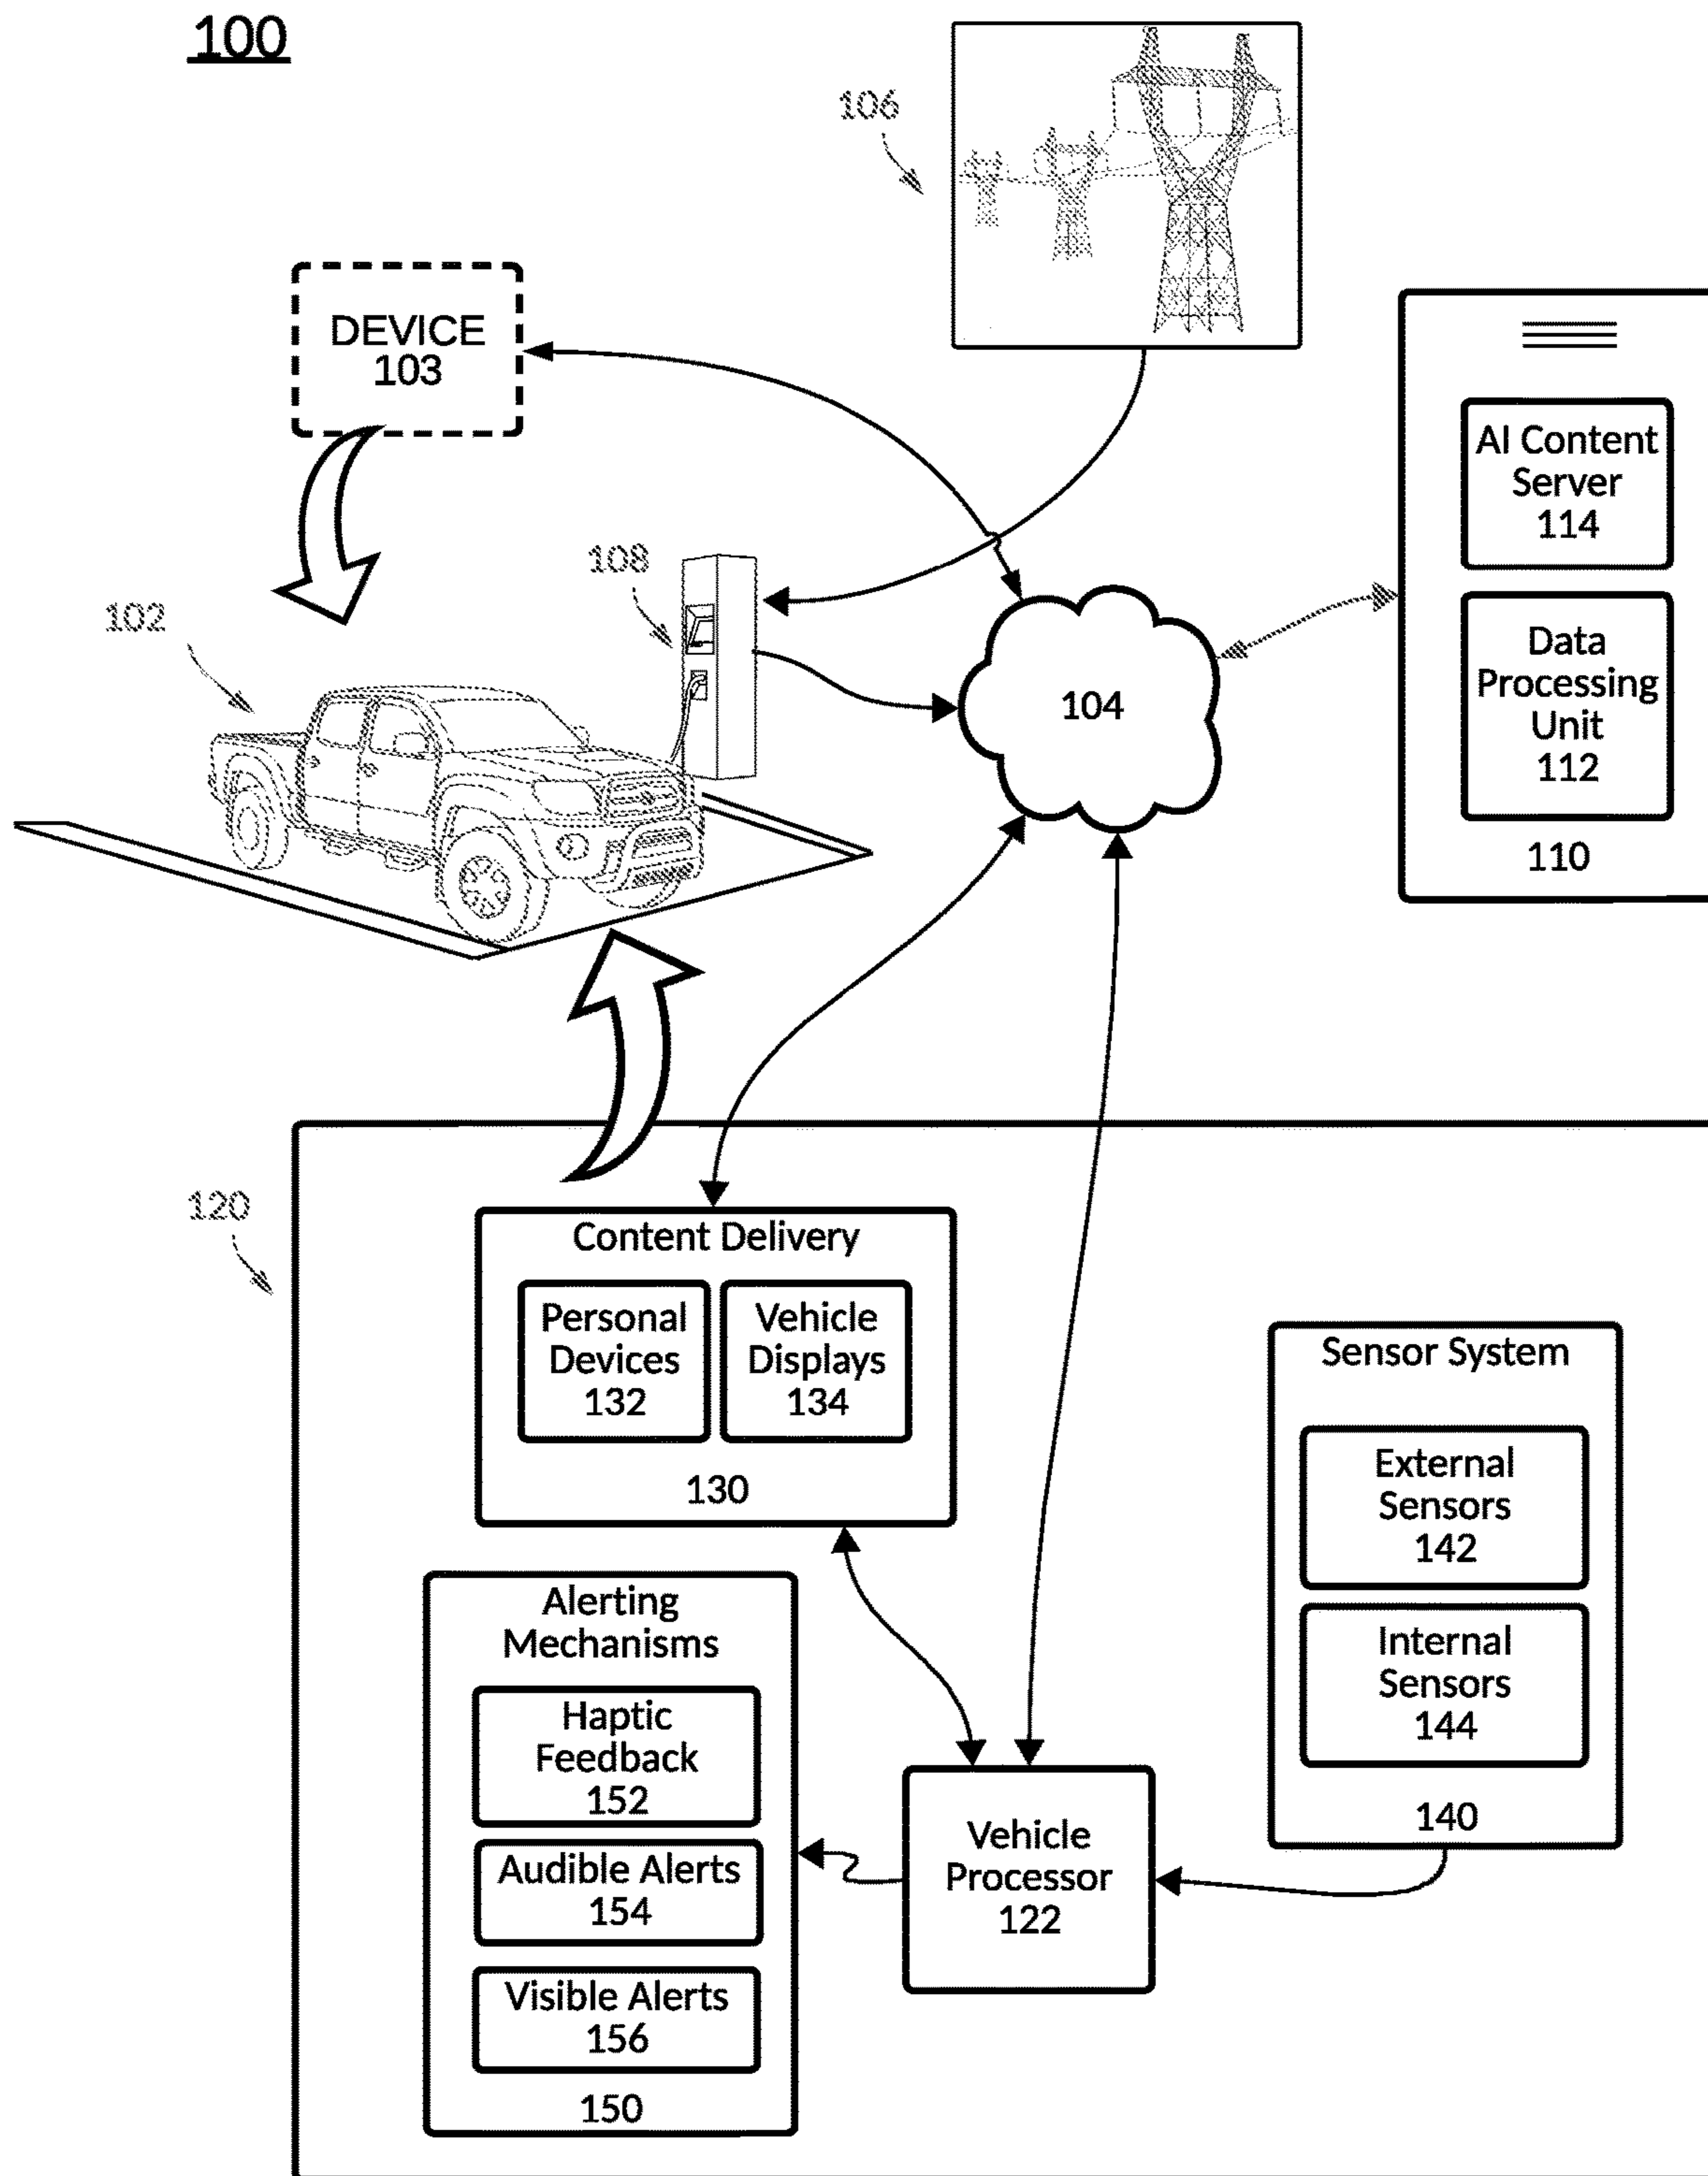 100
106
DEVICE
103
AI Content
Server
114
108
102
Data
Processing
Unit
112
104
110
120
Content Delivery
Personal
Devices
132
Vehicle
Displays
134
130
Sensor System
External
Sensors
142
Internal
Sensors
144
140
Alerting
Mechanisms
Haptic
Feedback
152
Audible Alerts
154
Visible Alerts
156
150
Vehicle
Processor
122